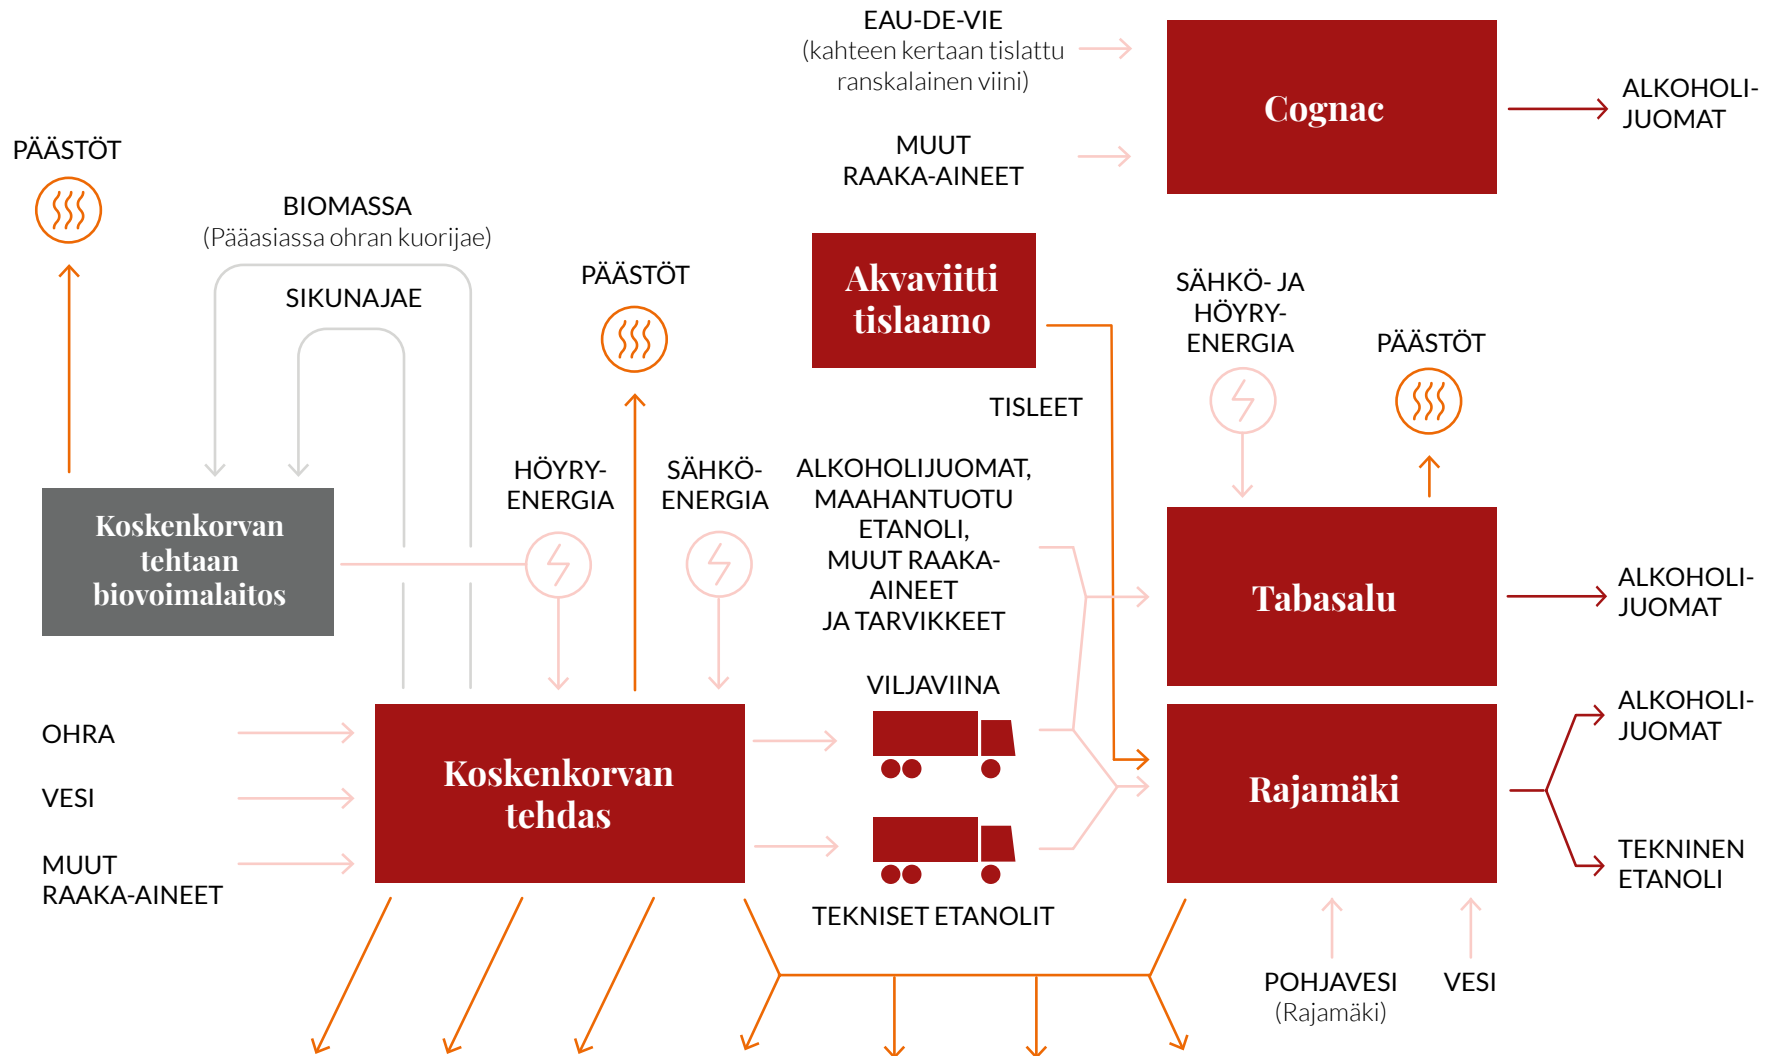 EAU-DE-VIE
(kahteen kertaan tislattu
ranskalainen viini)
MUUT
RAAKA-AINEET
Cognac
ALKOHOLI-
JUOMAT
PÄÄSTÖT
BIOMASSA
(Pääasiassa ohran kuorijae)
SIKUNAJAE
PÄÄSTÖT
Akvaviitti
tislaamo
TISLEET
SÄHKÖ- JA
HÖYRY-
ENERGIA
PÄÄSTÖT
Koskenkorvan
tehtaan
biovoimalaitos
HÖYRY-
ENERGIA
SÄHKÖ-
ENERGIA
ALKOHOLIJUOMAT,
MAAHANTUOTU
ETANOLI,
MUUT RAAKA-
AINEET
JA TARVIKKEET
Tabasalu
ALKOHOLI-
JUOMAT
OHRA
VESI
MUUT
RAAKA-AINEET
Koskenkorvan
tehdas
VILJAVIINA
TEKNISET ETANOLIT
Rajamäki
ALKOHOLI-
JUOMAT
TEKNINEN
ETANOLI
POHJAVESI
(Rajamäki)
VESI